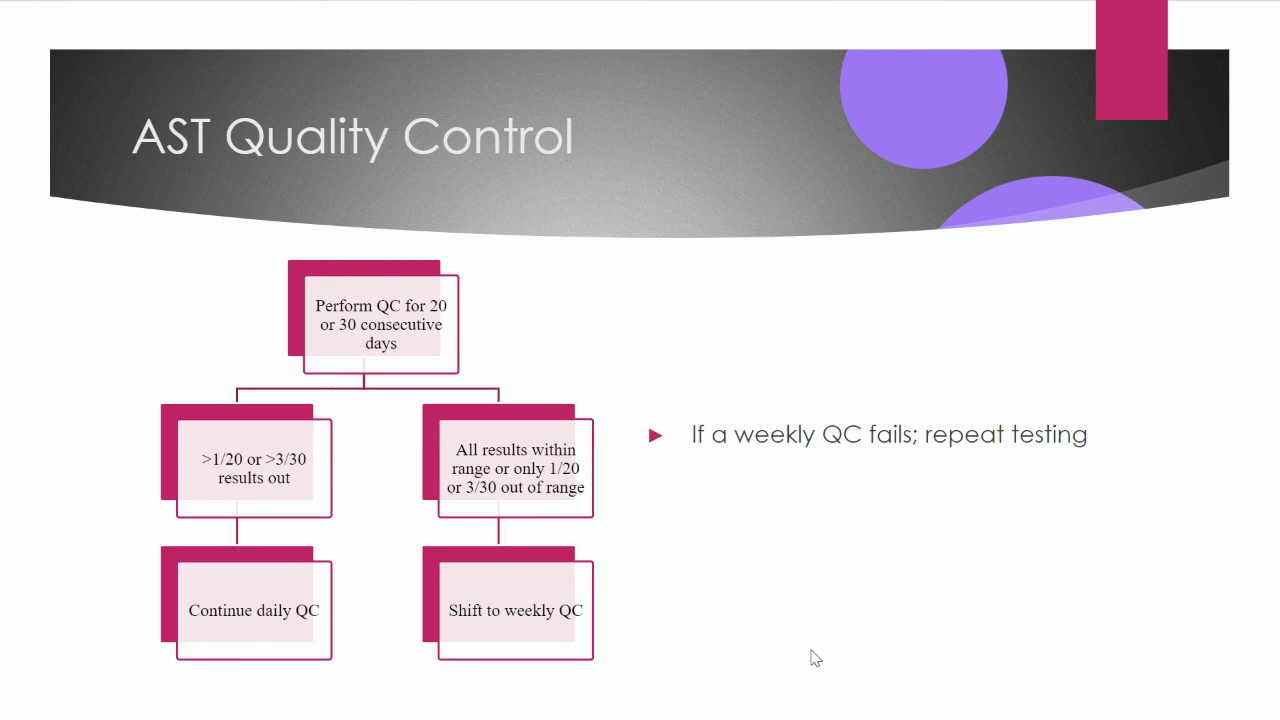 AST Quality Control
Perform QC for 20
or 30 consecutive
days
>1/20 or >3/30
results out
All results within
range or only 1/20
or 3/30 out of range
Continue daily QC
Shift to weekly QC
If a weekly QC fails; repeat testing